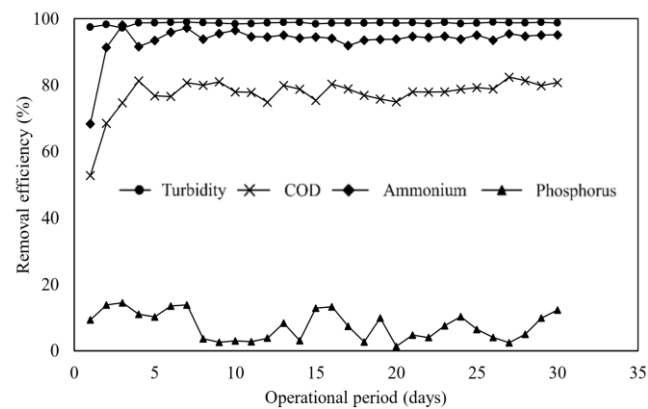 100
80
60
40
20
0
Removal efficiency (%)
Turbidity COD Ammonium Phosphorus
0 5 10 15 20 25 30 35
Operational period (days)